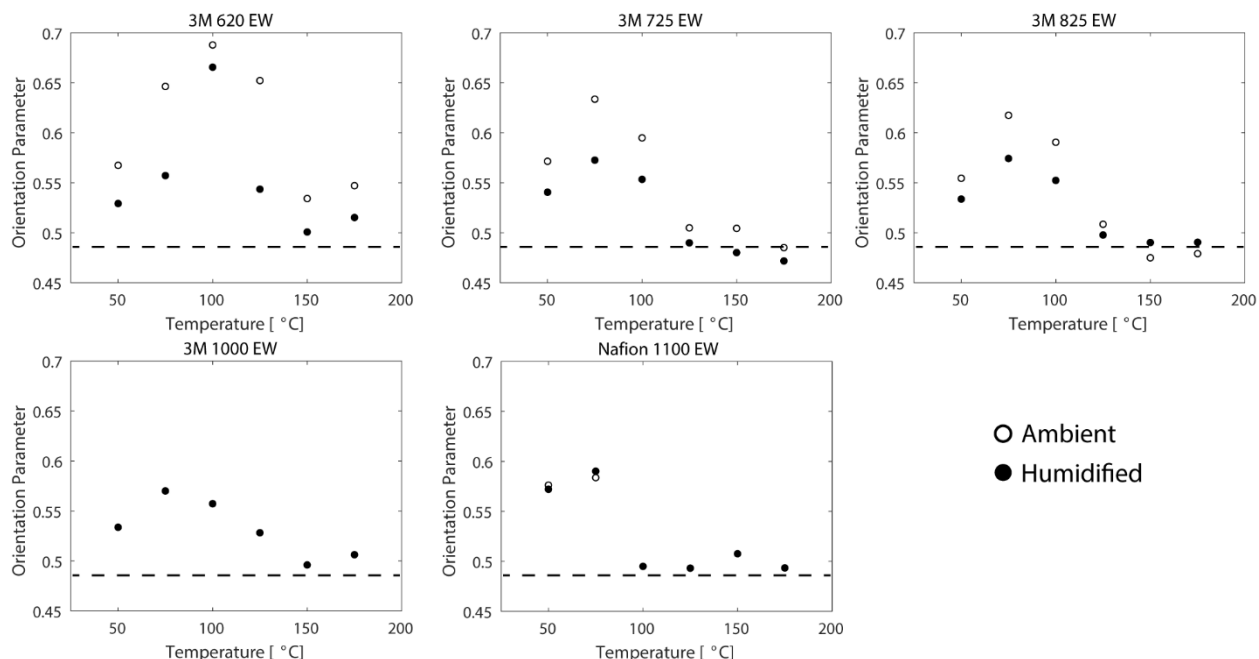 3M 620 EW
0.7
0.65
0.6
0.55
0.5
0.45
Orientation Parameter
50 100 150 200
Temperature [ °C]
3M 725 EW
0.7
0.65
0.6
0.55
0.5
0.45
Orientation Parameter
50 100 150 200
Temperature [ °C]
3M 825 EW
0.7
0.65
0.6
0.55
0.5
0.45
Orientation Parameter
50 100 150 200
Temperature [ °C]
3M 1000 EW
0.7
0.65
0.6
0.55
0.5
0.45
Orientation Parameter
50 100 150 200
Temperature [ °C]
Nafion 1100 EW
0.7
0.65
0.6
0.55
0.5
0.45
Orientation Parameter
50 100 150 200
Temperature [ °C]
Ambient
Humidified